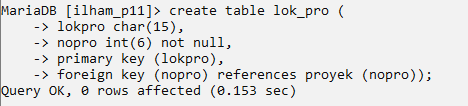 MariaDB [ilham_p11]> create table lok_pro (
    -> lokpro char(15),
    -> nopro int(6) not null,
    -> primary key (lokpro),
    -> foreign key (nopro) references proyek (nopro));
Query OK, 0 rows affected (0.153 sec)